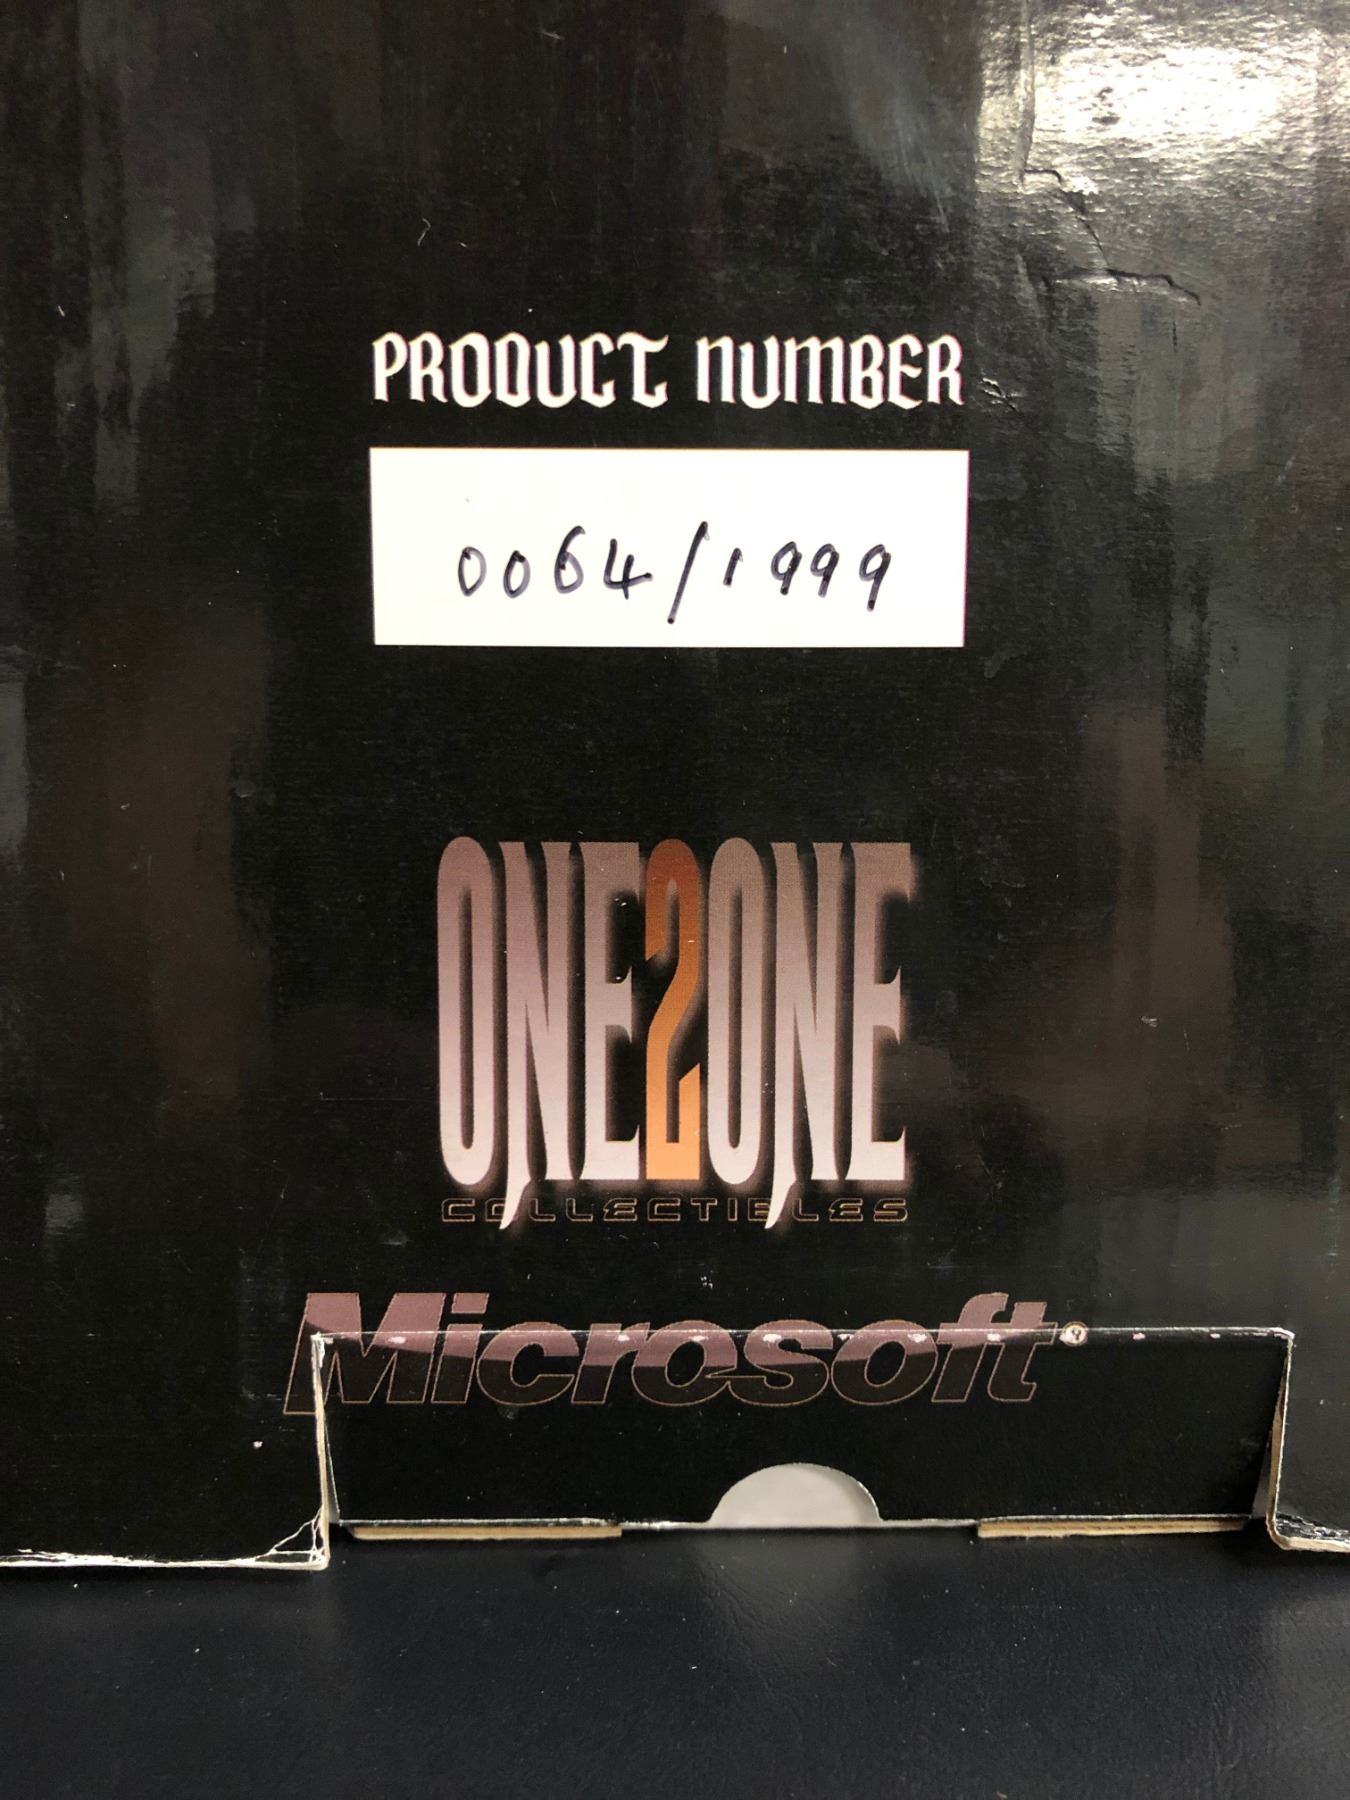 PRODUCT NUMBER
0064/1999
ONE2ONE
COLLECTIBLES
Microsoft®